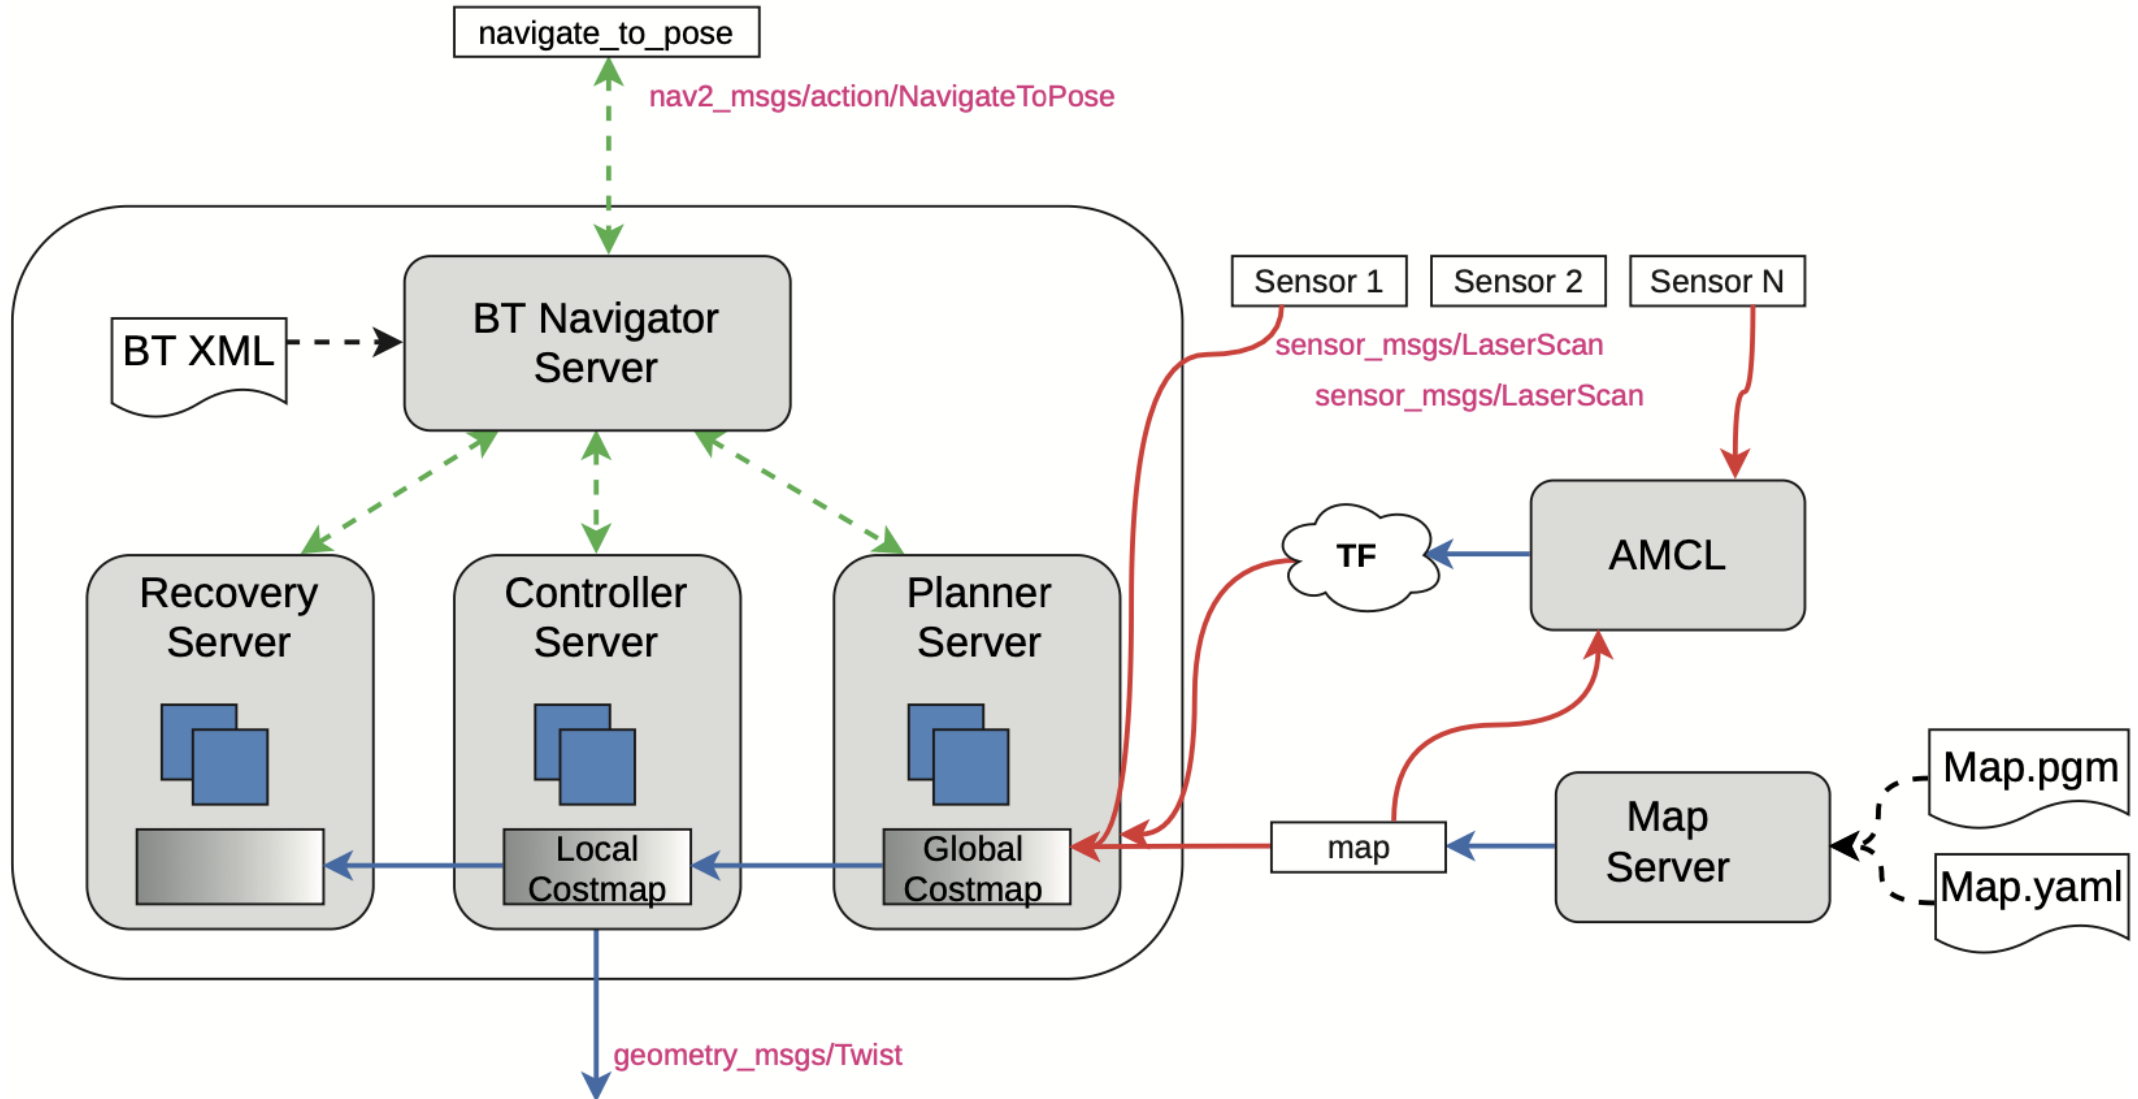 navigate_to_pose
nav2_msgs/action/NavigateToPose
BT XML
BT Navigator
Server
Sensor 1
Sensor 2
Sensor N
sensor_msgs/LaserScan
sensor_msgs/LaserScan
Recovery
Server
Controller
Server
Local
Costmap
Planner
Server
Global
Costmap
TF
AMCL
map
Map
Server
Map.pgm
Map.yaml
geometry_msgs/Twist